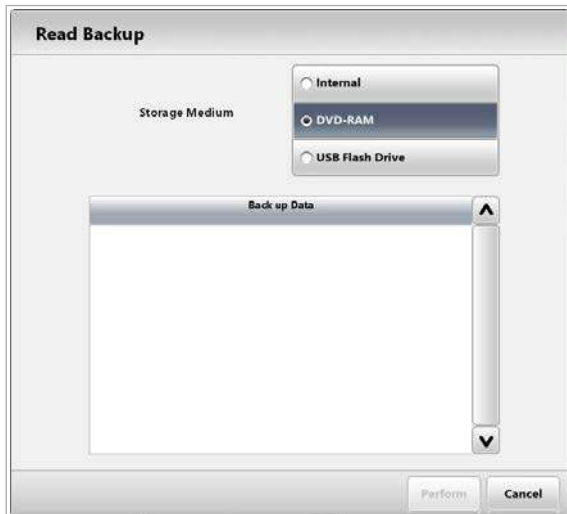 Read Backup
Internal
Storage Medium
DVD-RAM
USB Flash Drive
Back up Data
Perform
Cancel